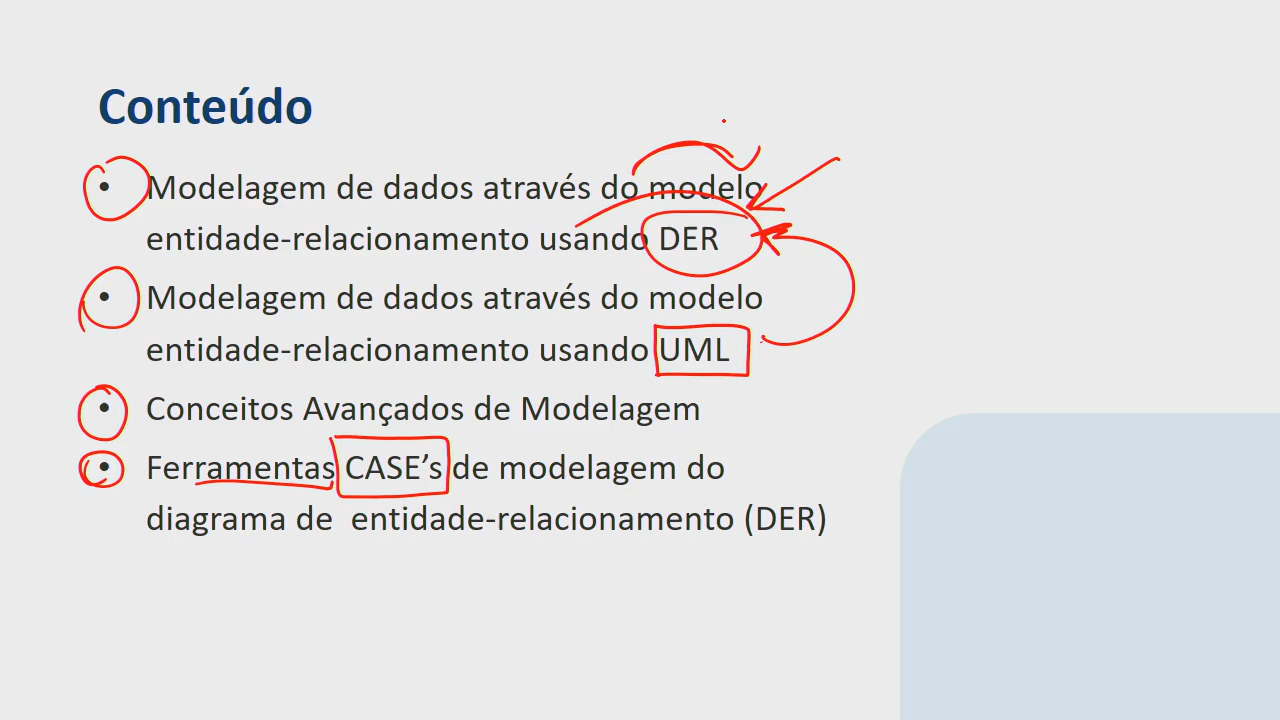 Conteúdo
• Modelagem de dados através do modelo
entidade-relacionamento usando DER
• Modelagem de dados através do modelo
entidade-relacionamento usando UML
• Conceitos Avançados de Modelagem
• Ferramentas CASE’s de modelagem do
diagrama de entidade-relacionamento (DER)